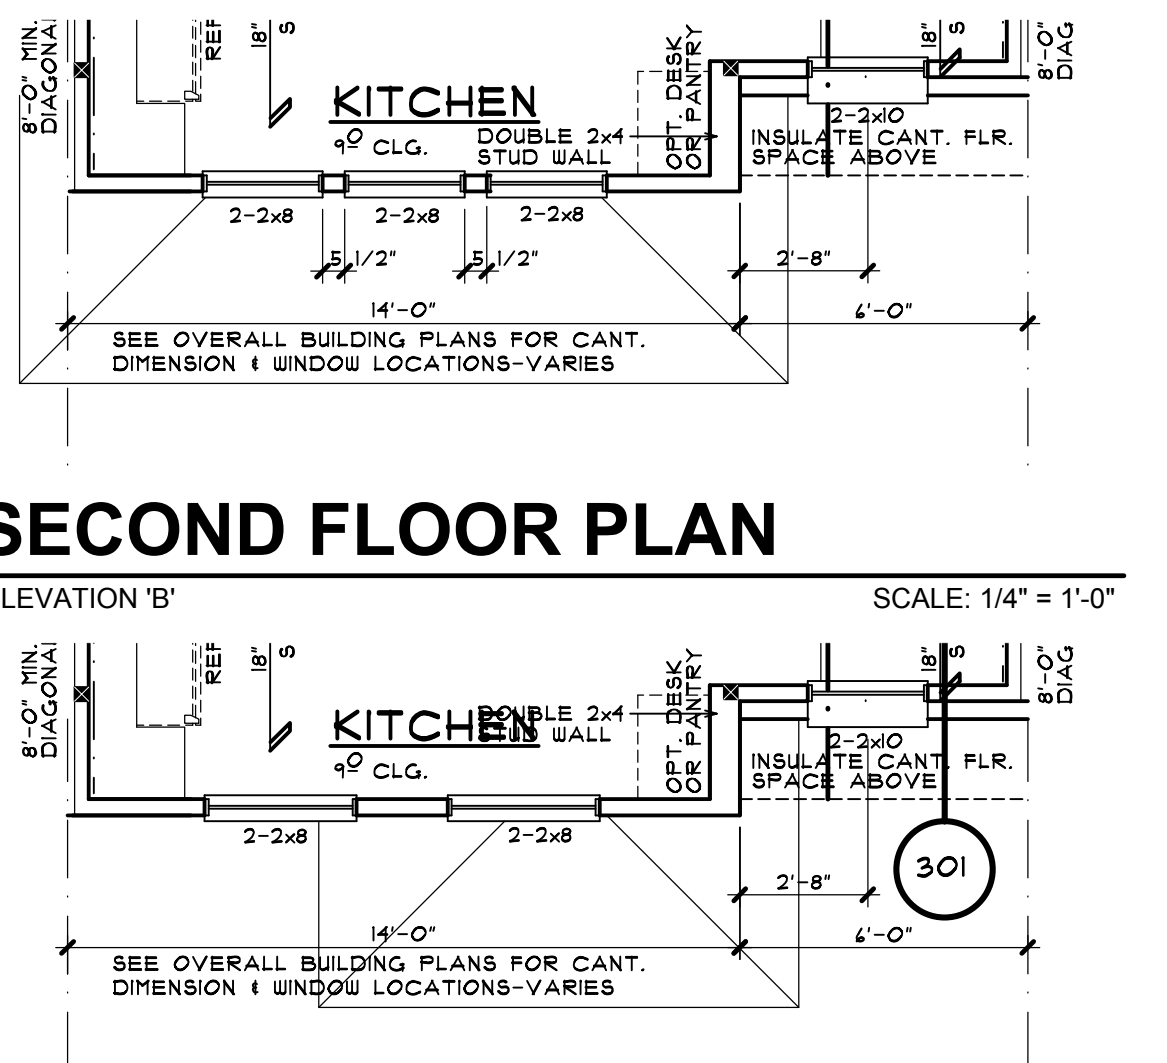 8'-0" MIN.
DIAGONAL
REF
18"
S
KITCHEN
9'0 CLG.
DOUBLE 2x4
STUD WALL
OPT. DESK
OR PANTRY
18"
S
8'-0"
DIAG
2-2x10
INSULATE CANT. FLR.
SPACE ABOVE
2-2x8
2-2x8
2-2x8
5 1/2"
5 1/2"
2'-8"
14'-0"
6'-0"
SEE OVERALL BUILDING PLANS FOR CANT.
DIMENSION & WINDOW LOCATIONS-VARIES
SECOND FLOOR PLAN
LEVATION 'B'
SCALE: 1/4" = 1'-0"
8'-0" MIN.
DIAGONAL
REF
18"
S
KITCHEN
9'0 CLG.
DOUBLE 2x4
STUD WALL
OPT. DESK
OR PANTRY
18"
S
8'-0"
DIAG
2-2x10
INSULATE CANT. FLR.
SPACE ABOVE
2-2x8
2-2x8
301
2'-8"
14'-0"
6'-0"
SEE OVERALL BUILDING PLANS FOR CANT.
DIMENSION & WINDOW LOCATIONS-VARIES